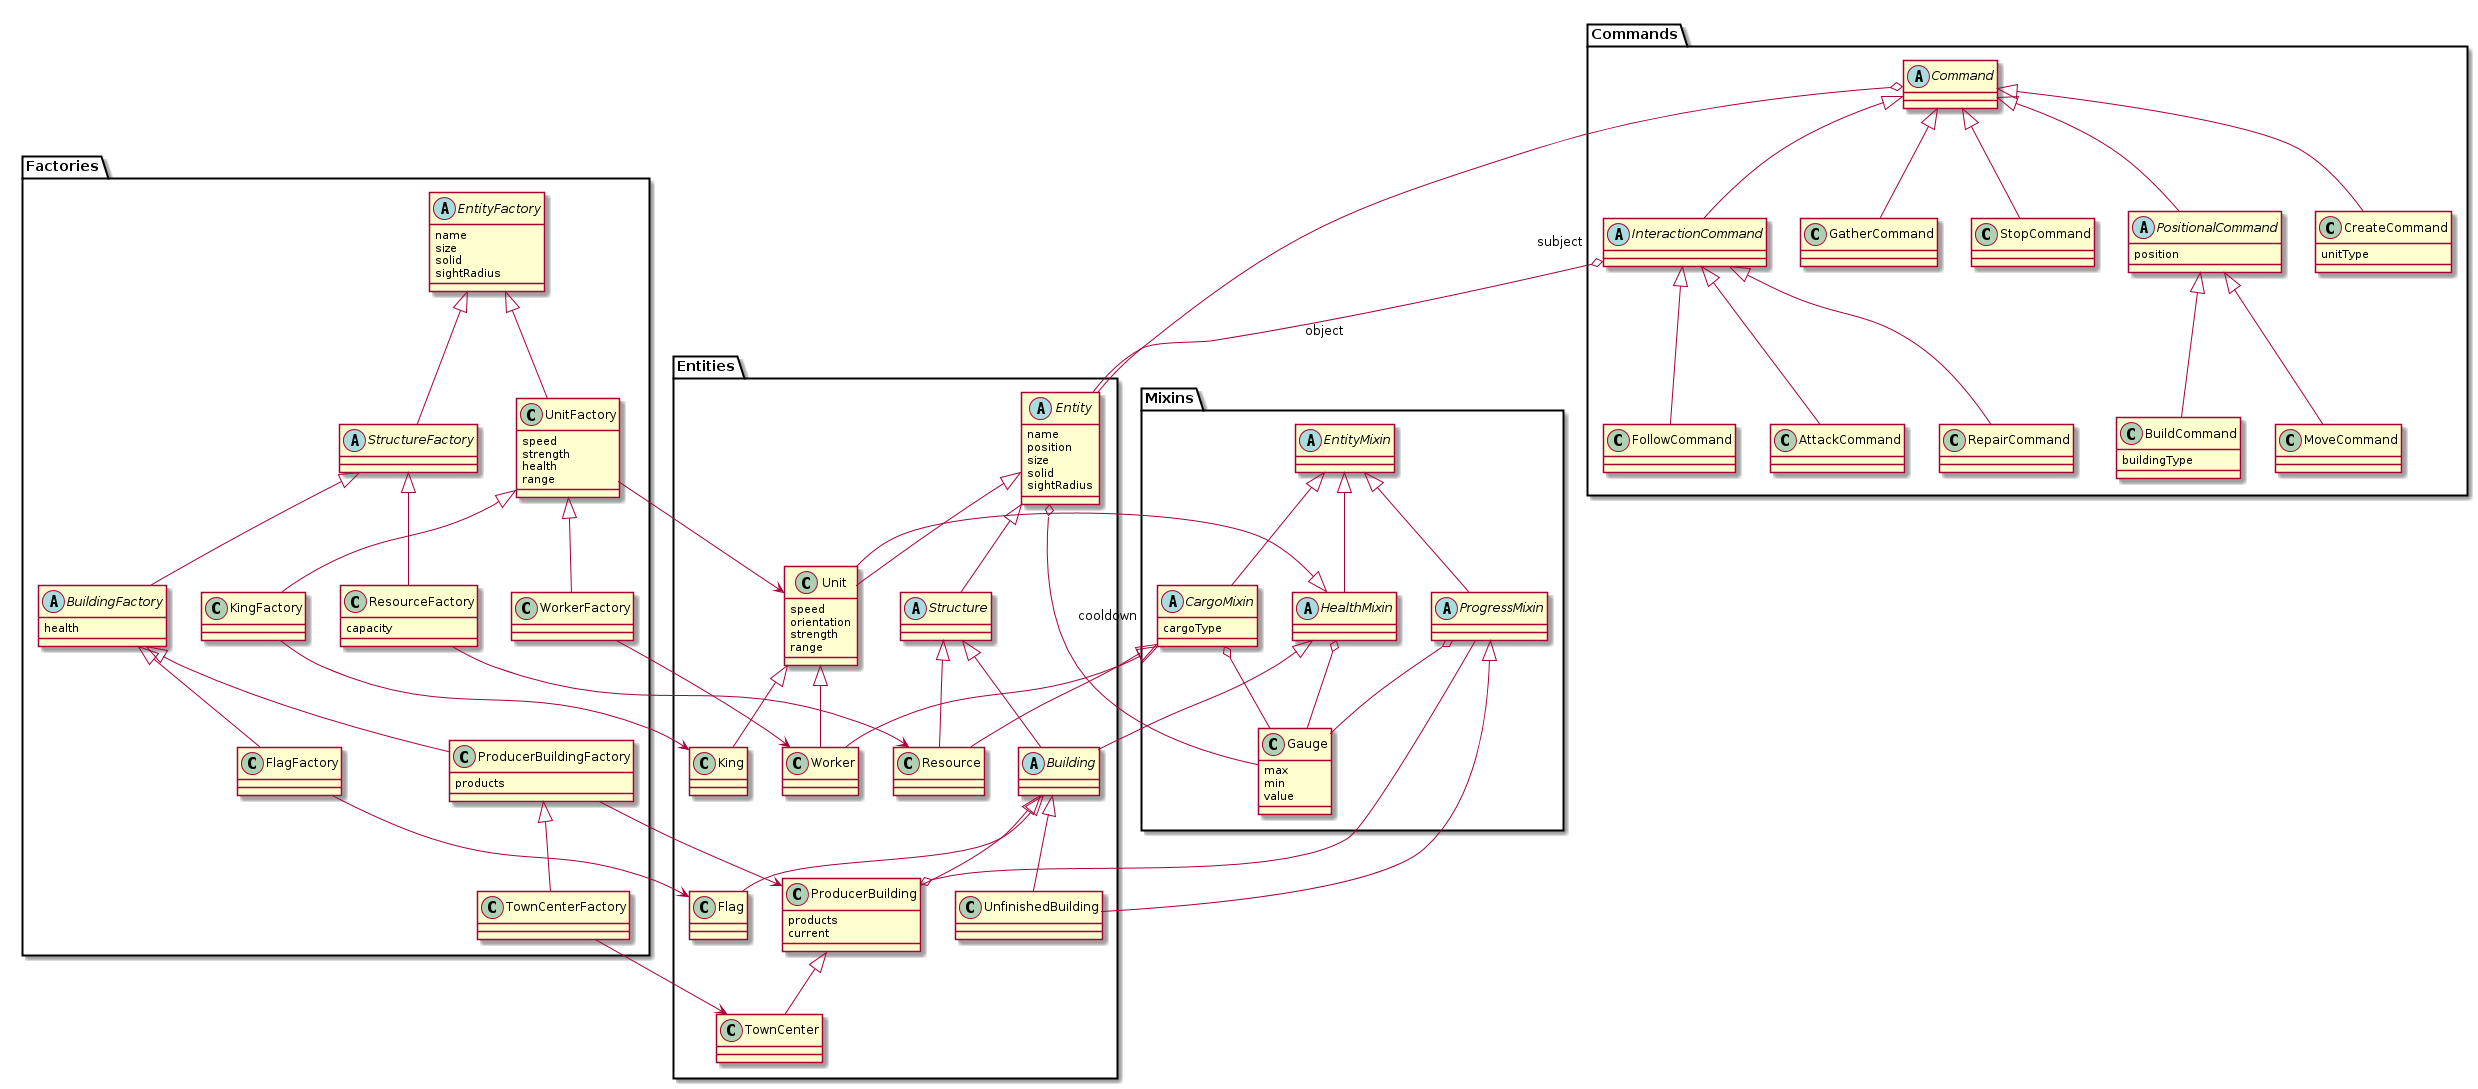 Commands
A Command
A InteractionCommand
C GatherCommand
C StopCommand
A PositionalCommand
position
C CreateCommand
unitType
C FollowCommand
C AttackCommand
C RepairCommand
C BuildCommand
buildingType
C MoveCommand
subject
object
Factories
A EntityFactory
name
size
solid
sightRadius
A StructureFactory
C UnitFactory
speed
strength
health
range
A BuildingFactory
health
C KingFactory
C ResourceFactory
capacity
C WorkerFactory
C FlagFactory
C ProducerBuildingFactory
products
C TownCenterFactory
Entities
A Entity
name
position
size
solid
sightRadius
C Unit
speed
orientation
strength
range
A Structure
cooldown
C King
C Worker
C Resource
A Building
C Flag
C ProducerBuilding
products
current
C UnfinishedBuilding
C TownCenter
Mixins
A EntityMixin
A CargoMixin
cargoType
A HealthMixin
A ProgressMixin
C Gauge
max
min
value